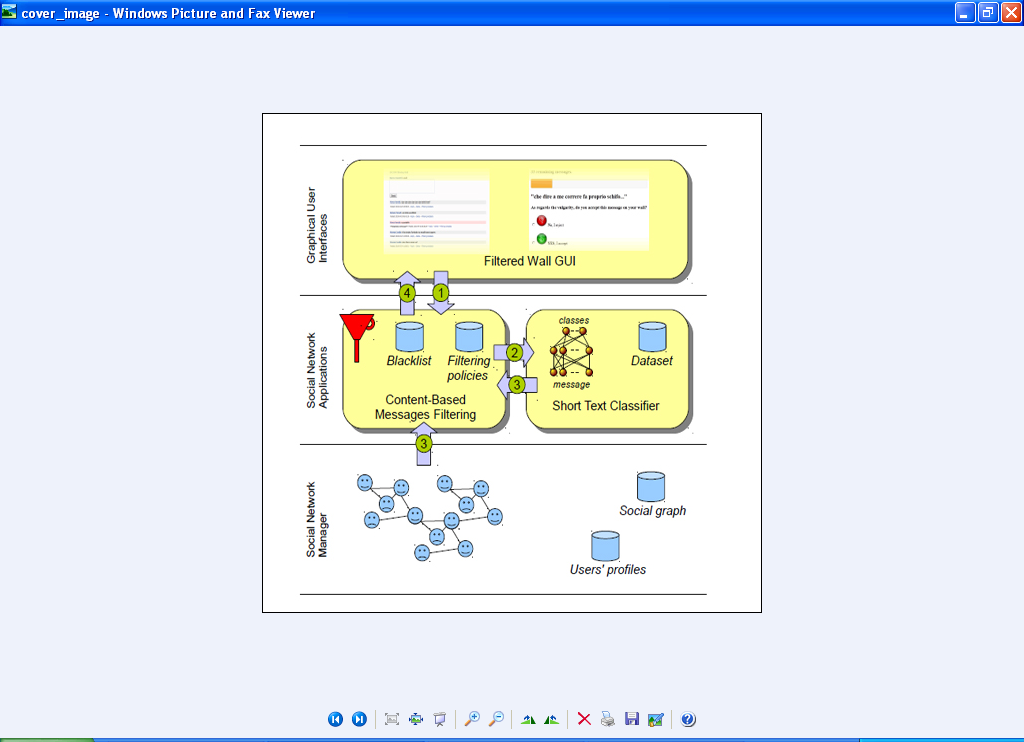 cover_image - Windows Picture and Fax Viewer
Graphical User
Interfaces
"che dire a me correre fa proprio schifo..."
As regards the vulgarity, do you accept this message on your wall?
Filtered Wall GUI
4
1
Social Network
Applications
Blacklist
Filtering
policies
Content-Based
Messages Filtering
2
3
classes
message
Dataset
Short Text Classifier
3
Social Network
Manager
Social graph
Users' profiles